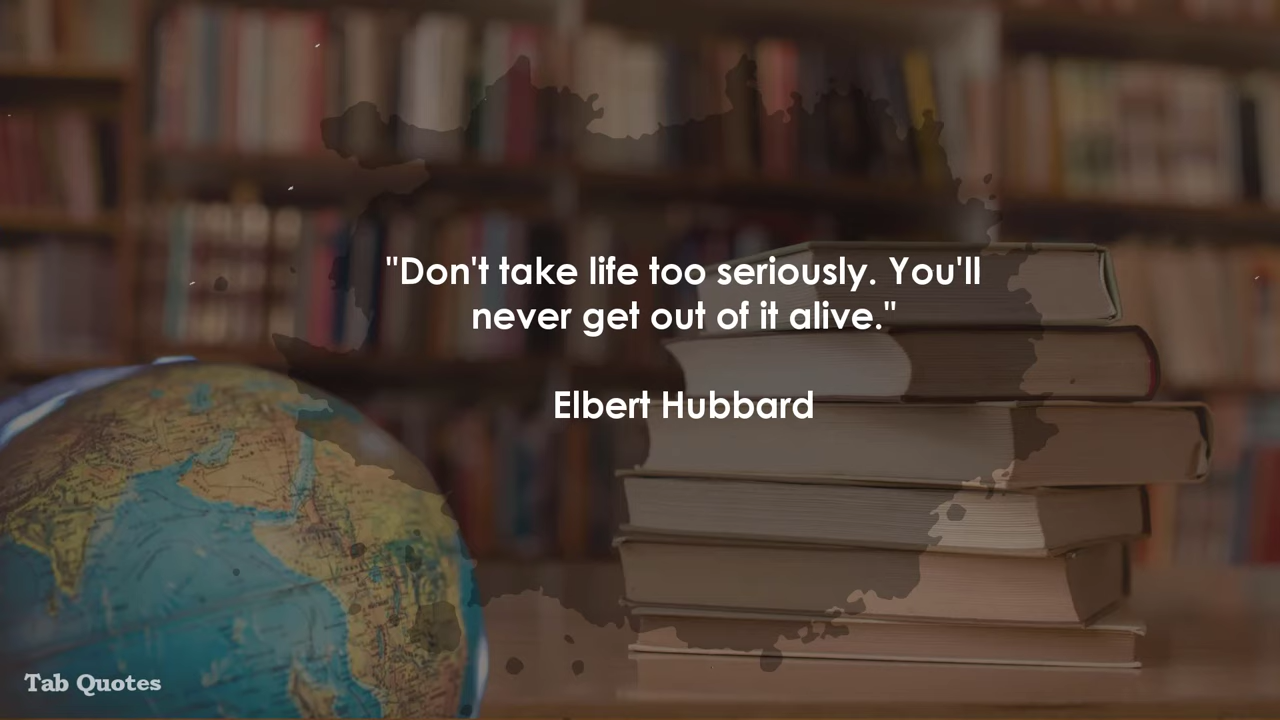 "Don't take life too seriously. You'll
never get out of it alive."
Elbert Hubbard
Tab Quotes